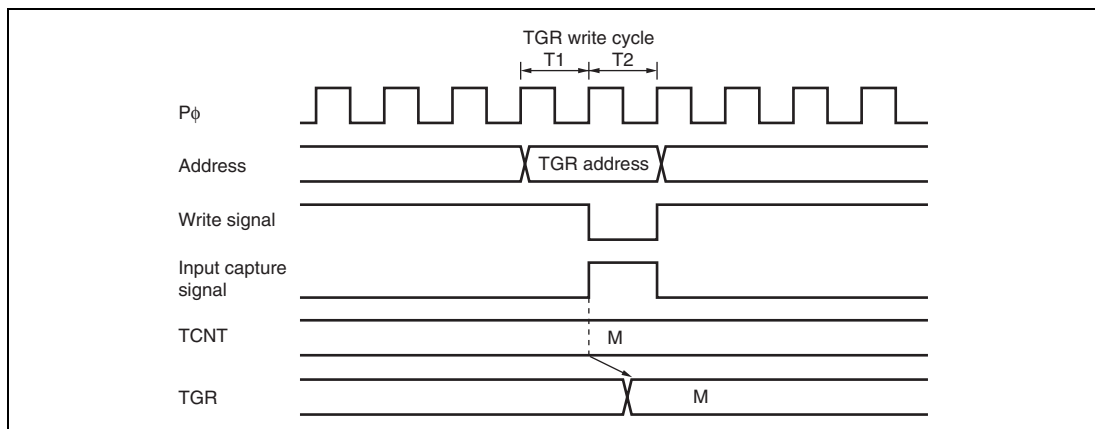 TGR write cycle
T1 T2
Pϕ
Address
TGR address
Write signal
Input capture
signal
TCNT
M
TGR
M